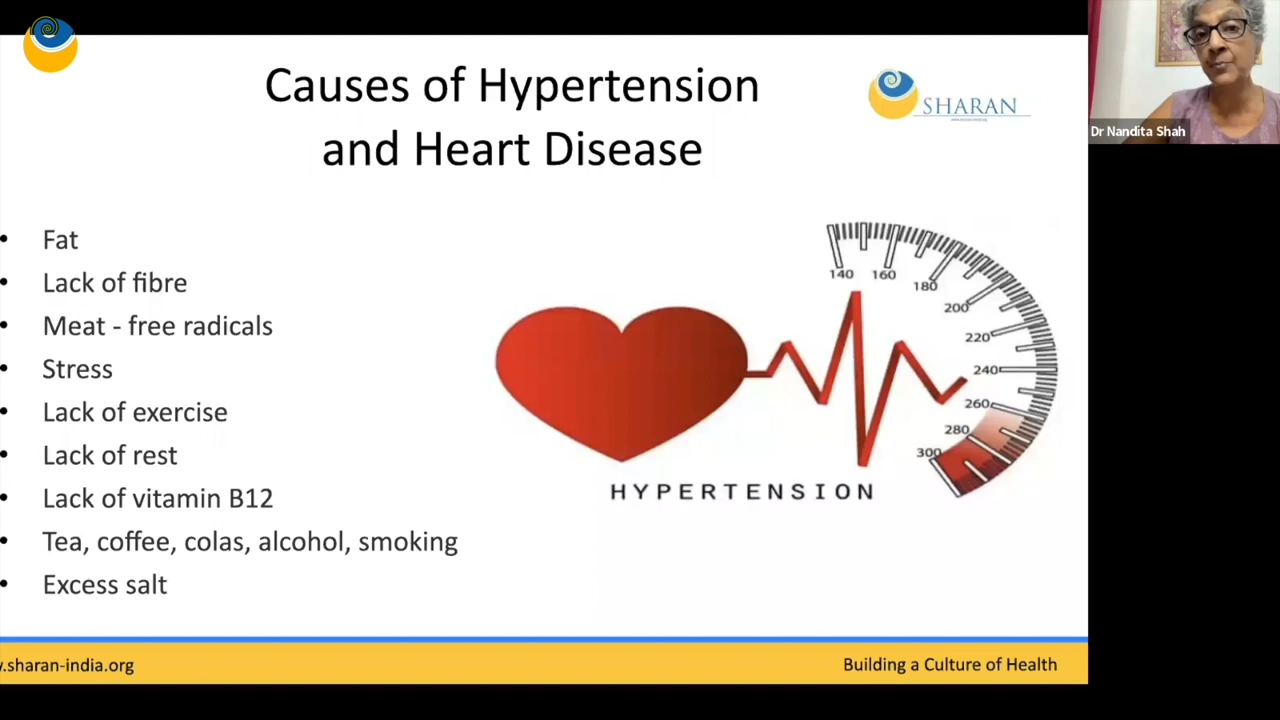 Causes of Hypertension
and Heart Disease
SHARAN
Dr Nandita Shah
• Fat
• Lack of fibre
• Meat - free radicals
• Stress
• Lack of exercise
• Lack of rest
• Lack of vitamin B12
• Tea, coffee, colas, alcohol, smoking
• Excess salt
140
160
180
200
220
240
260
280
300
HYPERTENSION
.sharan-india.org
Building a Culture of Health